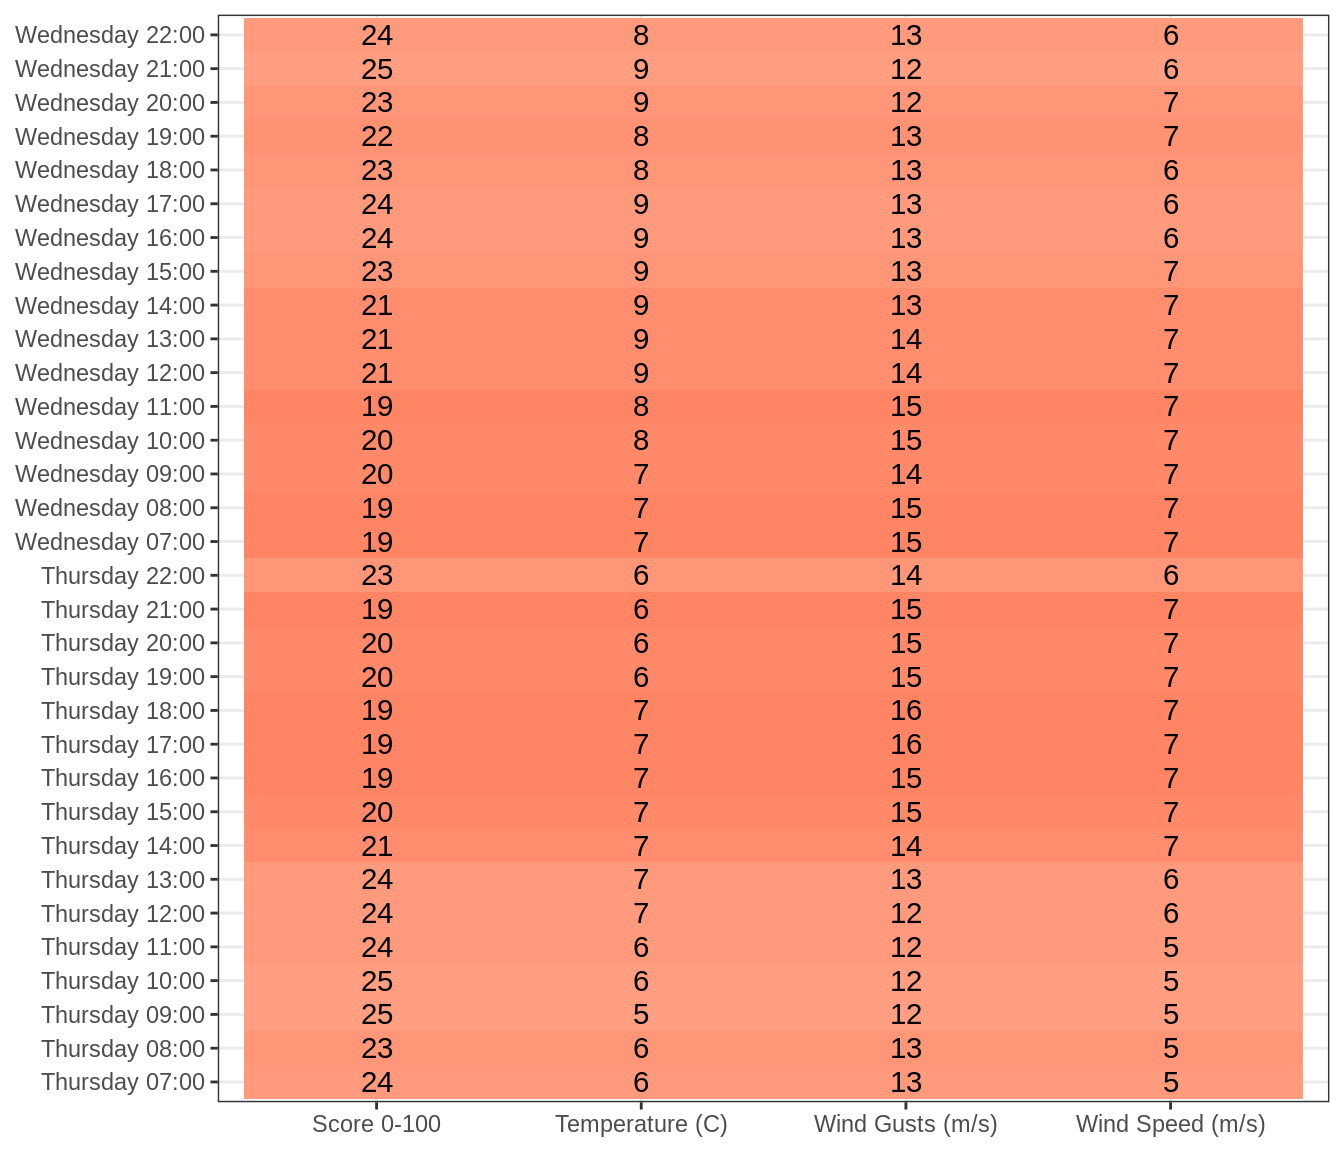 Wednesday 22:00 24 8 13 6
Wednesday 21:00 25 9 12 6
Wednesday 20:00 23 9 12 7
Wednesday 19:00 22 8 13 7
Wednesday 18:00 23 8 13 6
Wednesday 17:00 24 9 13 6
Wednesday 16:00 24 9 13 6
Wednesday 15:00 23 9 13 7
Wednesday 14:00 21 9 13 7
Wednesday 13:00 21 9 14 7
Wednesday 12:00 21 9 14 7
Wednesday 11:00 19 8 15 7
Wednesday 10:00 20 8 15 7
Wednesday 09:00 20 7 14 7
Wednesday 08:00 19 7 15 7
Wednesday 07:00 19 7 15 7
Thursday 22:00 23 6 14 6
Thursday 21:00 19 6 15 7
Thursday 20:00 20 6 15 7
Thursday 19:00 20 6 15 7
Thursday 18:00 19 7 16 7
Thursday 17:00 19 7 16 7
Thursday 16:00 19 7 15 7
Thursday 15:00 20 7 15 7
Thursday 14:00 21 7 14 7
Thursday 13:00 24 7 13 6
Thursday 12:00 24 7 12 6
Thursday 11:00 24 6 12 5
Thursday 10:00 25 6 12 5
Thursday 09:00 25 5 12 5
Thursday 08:00 23 6 13 5
Thursday 07:00 24 6 13 5
Score 0-100 Temperature (C) Wind Gusts (m/s) Wind Speed (m/s)